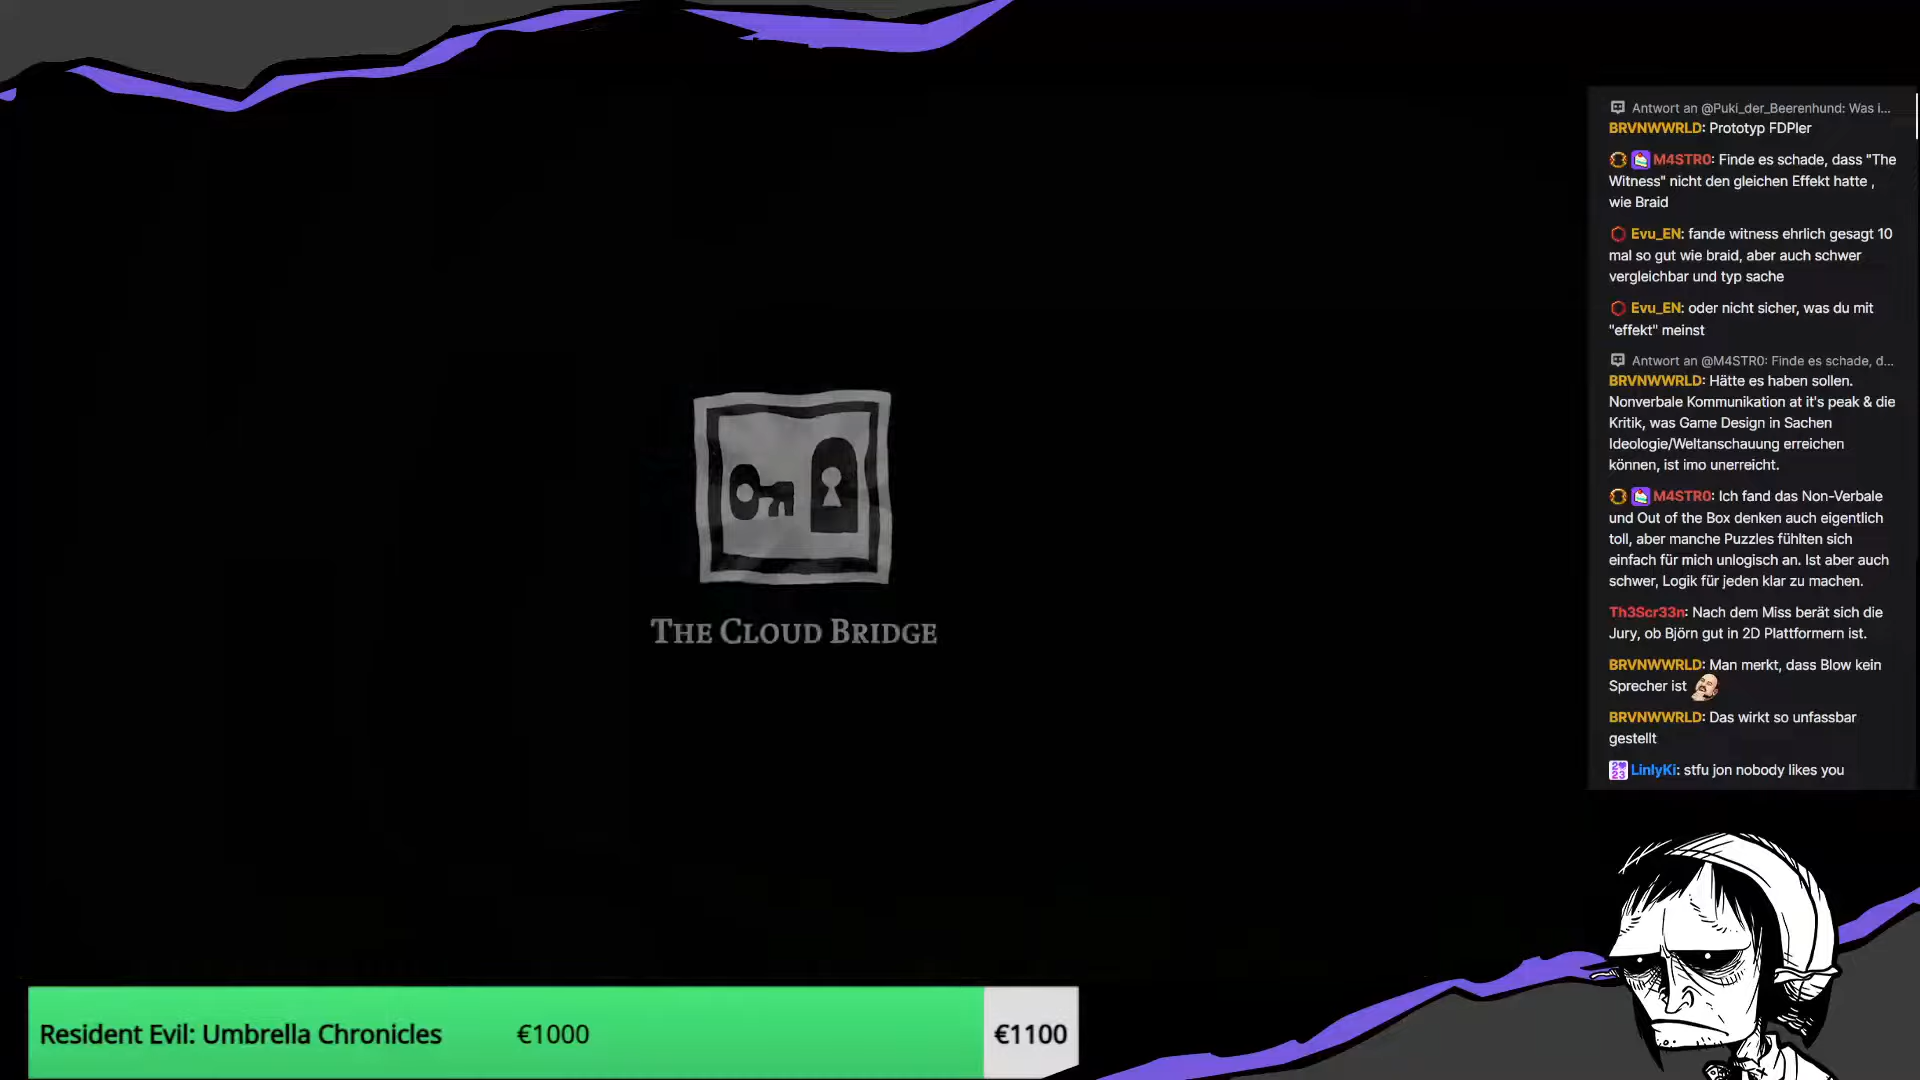 Antwort an @Puki_der_Beerenhund: Was i...
BRVNWWRLD: Prototyp FDPler
M4STR0: Finde es schade, dass "The
Witness" nicht den gleichen Effekt hatte ,
wie Braid
Evu_EN: fande witness ehrlich gesagt 10
mal so gut wie braid, aber auch schwer
vergleichbar und typ sache
Evu_EN: oder nicht sicher, was du mit
"effekt" meinst
Antwort an @M4STR0: Finde es schade, d...
BRVNWWRLD: Hätte es haben sollen.
Nonverbale Kommunikation at it's peak & die
Kritik, was Game Design in Sachen
Ideologie/Weltanschauung erreichen
können, ist imo unerreicht.
M4STR0: Ich fand das Non-Verbale
und Out of the Box denken auch eigentlich
toll, aber manche Puzzles fühlten sich
einfach für mich unlogisch an. Ist aber auch
schwer, Logik für jeden klar zu machen.
Th3Scr33n: Nach dem Miss berät sich die
Jury, ob Björn gut in 2D Plattformern ist.
BRVNWWRLD: Man merkt, dass Blow kein
Sprecher ist
BRVNWWRLD: Das wirkt so unfassbar
gestellt
LinlyKi: stfu jon nobody likes you
The Cloud Bridge
Resident Evil: Umbrella Chronicles €1000 €1100